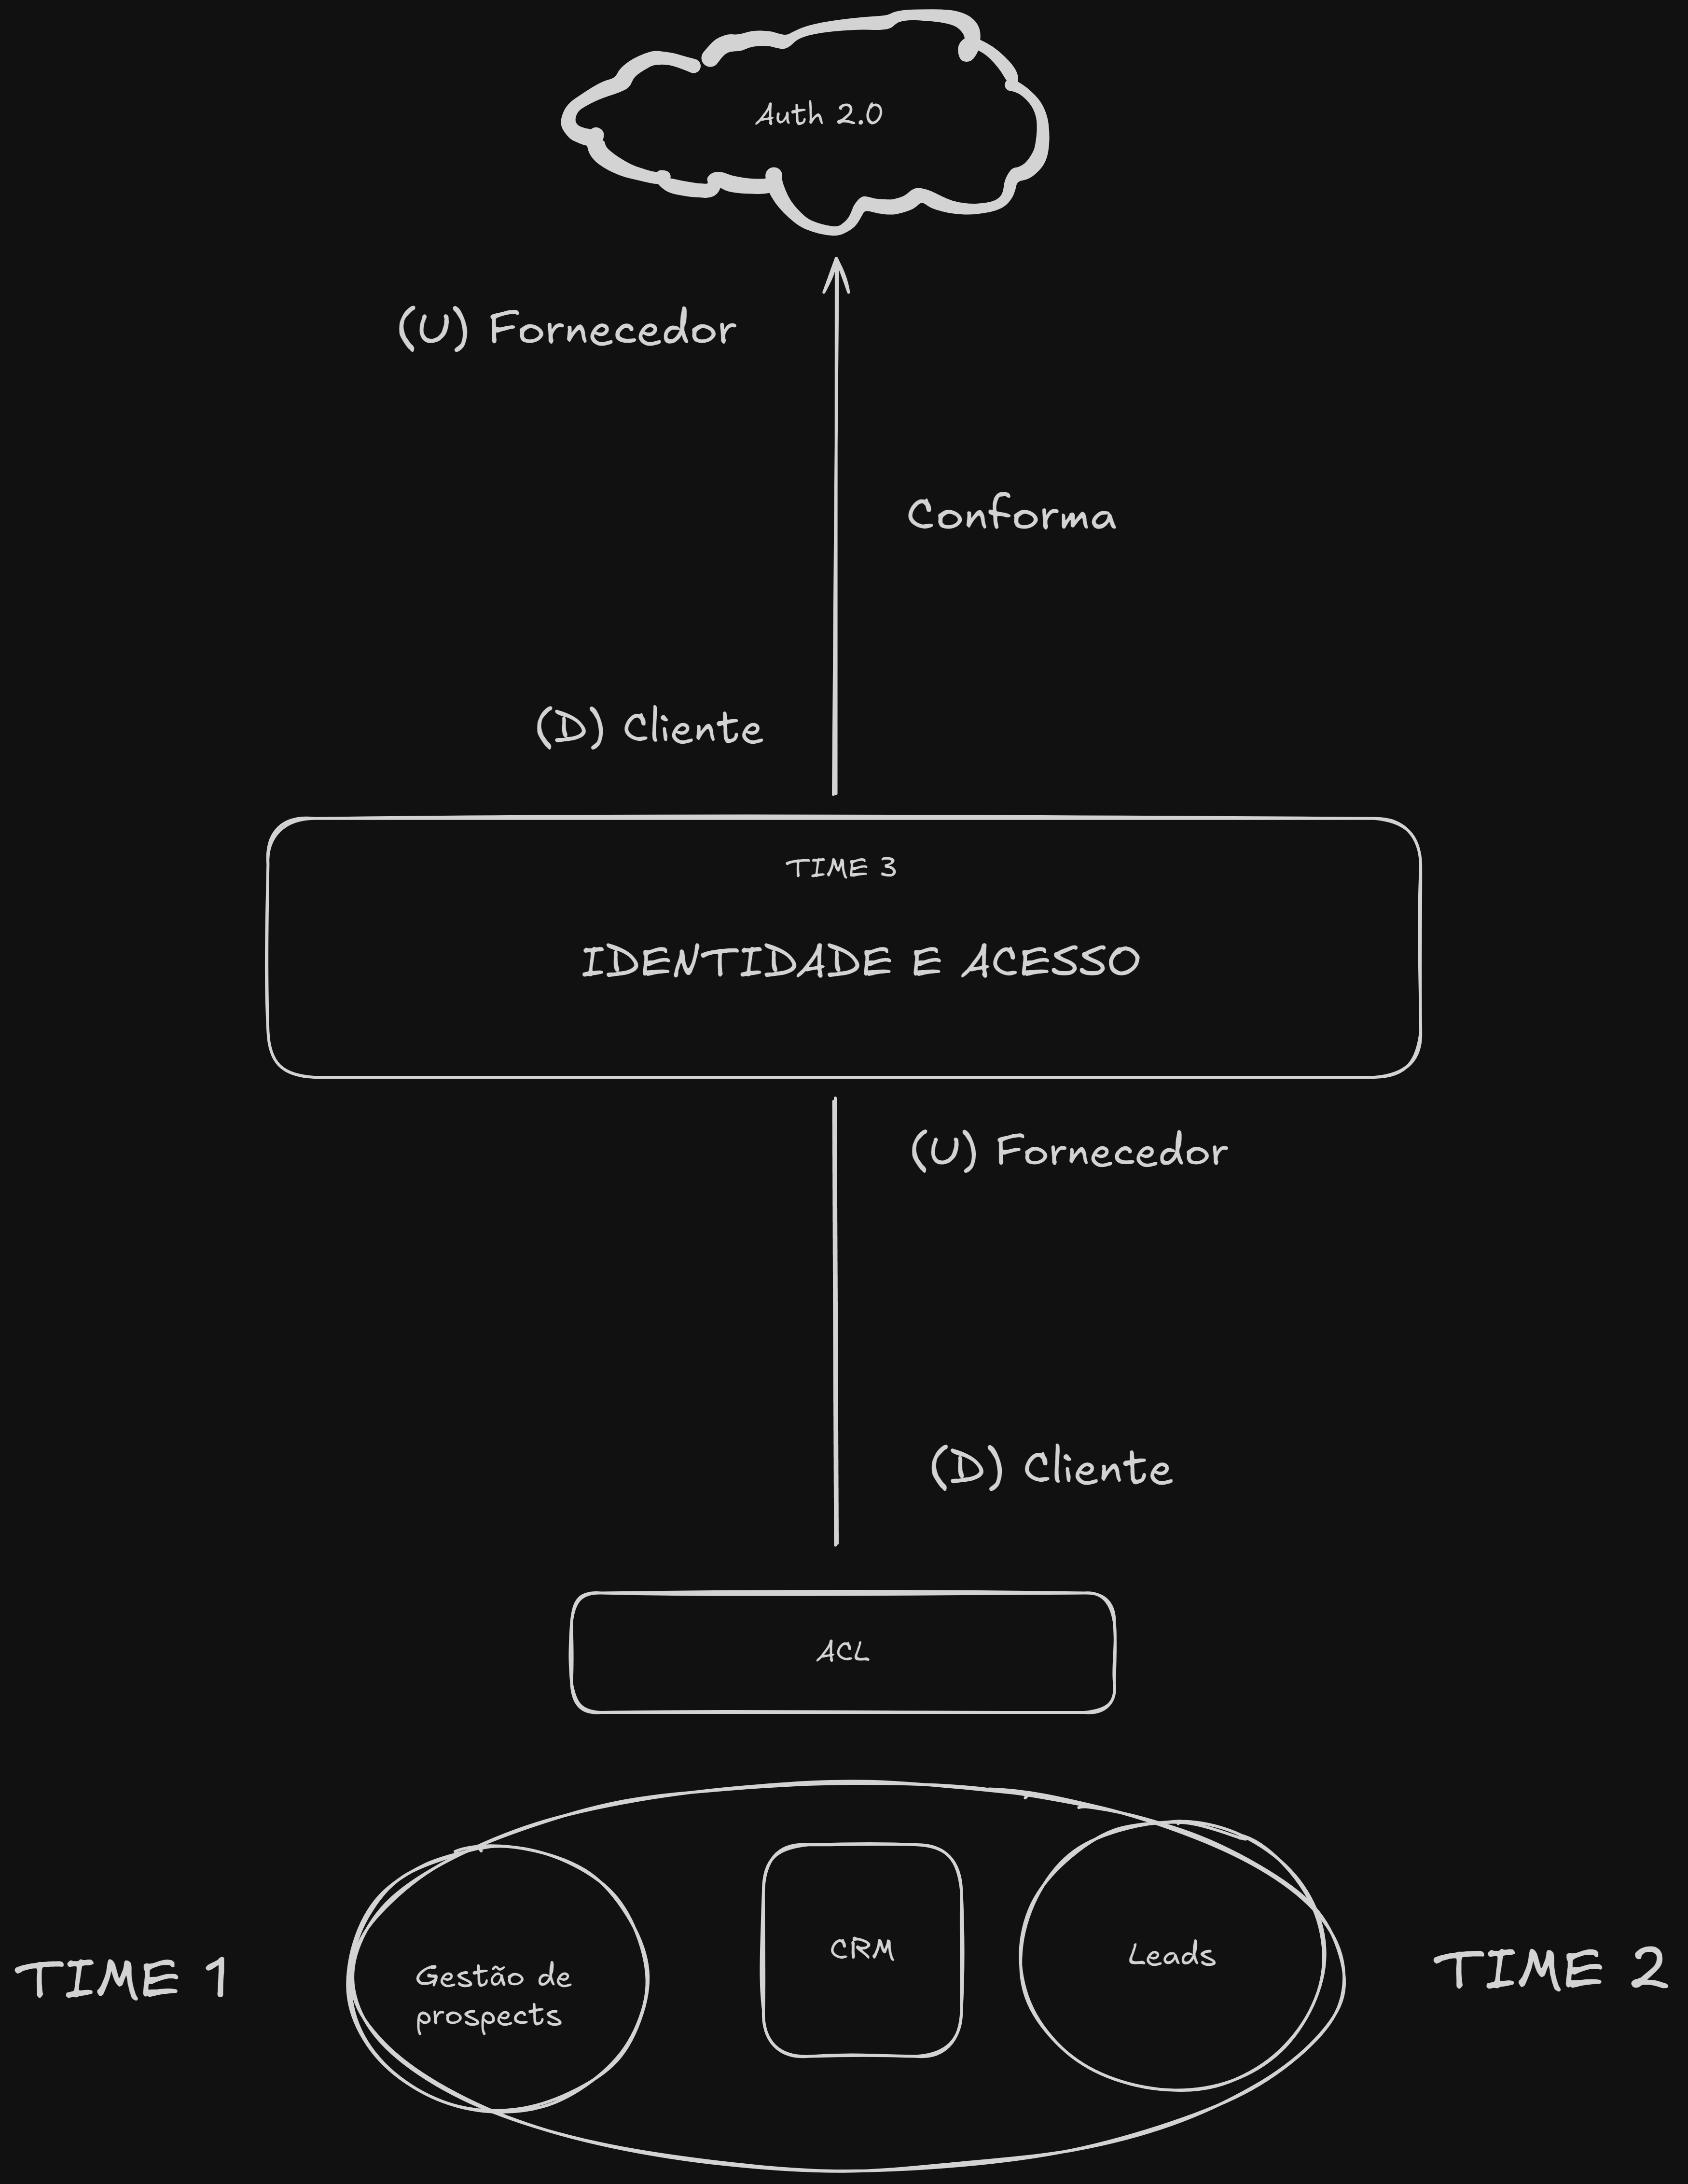 Auth 2.0
(U) Fornecedor
Conforma
(D) Cliente
TIME 3
IDENTIDADE E ACESSO
(U) Fornecedor
(D) Cliente
ACL
TIME 1
Gestão de
prospects
CRM
Leads
TIME 2